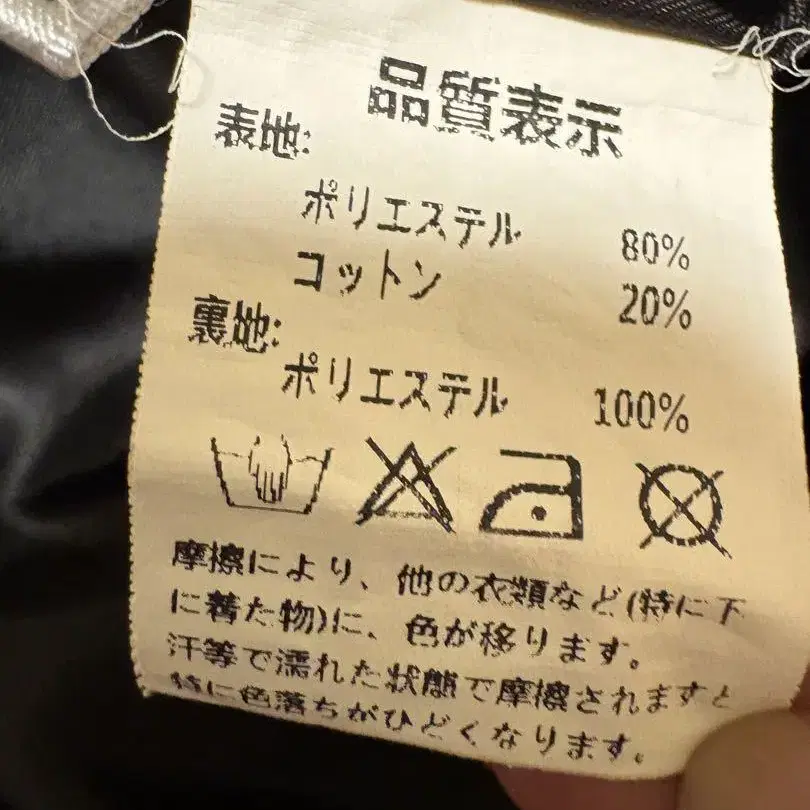 品質表示
表地:
ポリエステル 80%
コットン 20%
裏地:
ポリエステル 100%
摩擦により、他の衣類など(特に下
に着た物)に、色が移ります。
汗等で濡れた状態で摩擦されますと
特に色落ちがひどくなります。